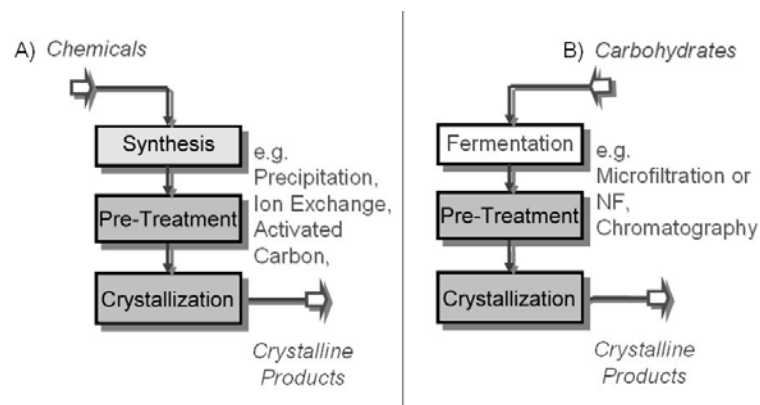 A) Chemicals
Synthesis
e.g.
Precipitation,
Ion Exchange,
Activated
Carbon,
Pre-Treatment
Crystallization
Crystalline
Products
B) Carbohydrates
Fermentation
e.g.
Microfiltration or
NF,
Chromatography
Pre-Treatment
Crystallization
Crystalline
Products